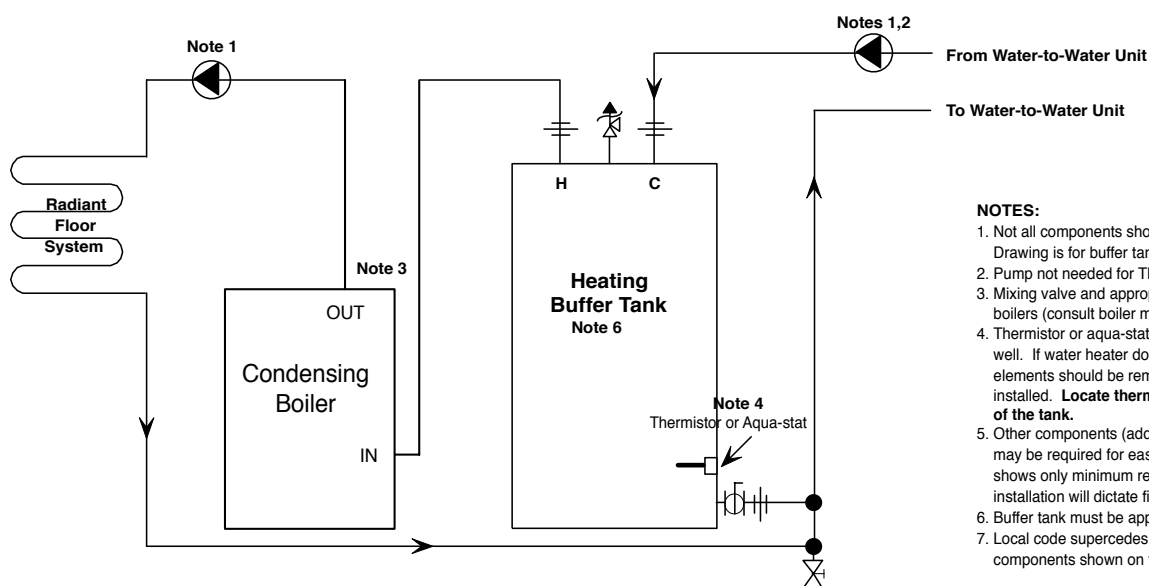 Notes 1,2
Note 1
From Water-to-Water Unit
To Water-to-Water Unit
H
C
Radiant
Floor
System
Note 3
OUT
Condensing
Boiler
IN
Heating
Buffer Tank
Note 6
Note 4
Thermistor or Aqua-stat
NOTES:
1. Not all components sho
Drawing is for buffer tan
2. Pump not needed for
3. Mixing valve and approp
boilers (consult boiler m
4. Thermistor or aqua-stat
well. If water heater do
elements should be rem
installed. Locate therm
of the tank.
5. Other components (add
may be required for eas
shows only minimum re
installation will dictate fi
6. Buffer tank must be app
7. Local code supercedes
components shown on